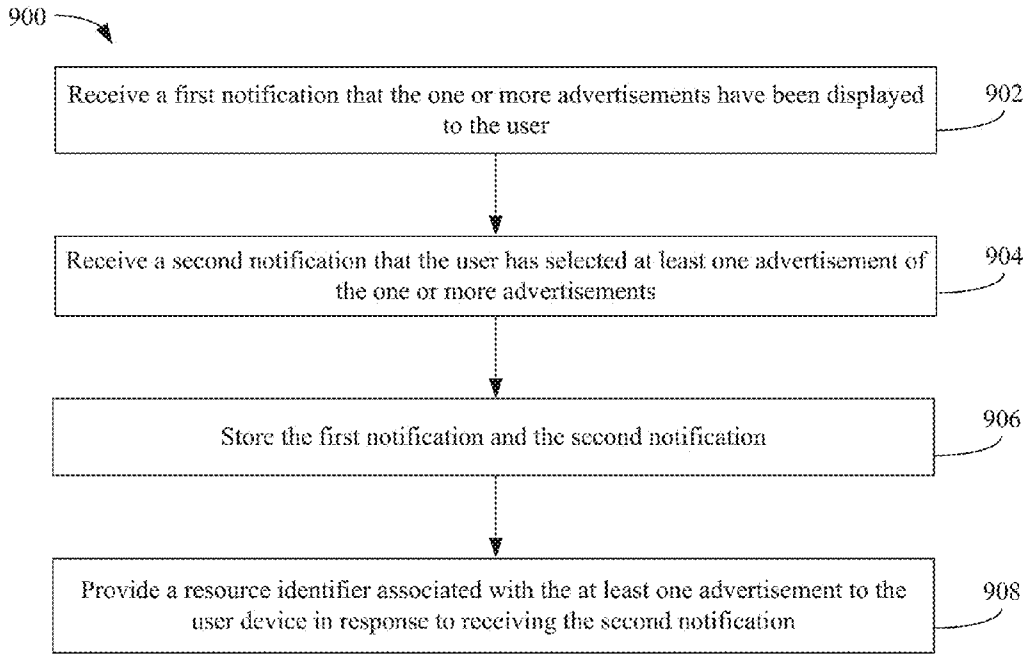 900
Receive a first notification that the one or more advertisements have been displayed
to the user
902
Receive a second notification that the user has selected at least one advertisement of
the one or more advertisements
904
Store the first notification and the second notification
906
Provide a resource identifier associated with the at least one advertisement to the
user device in response to receiving the second notification
908